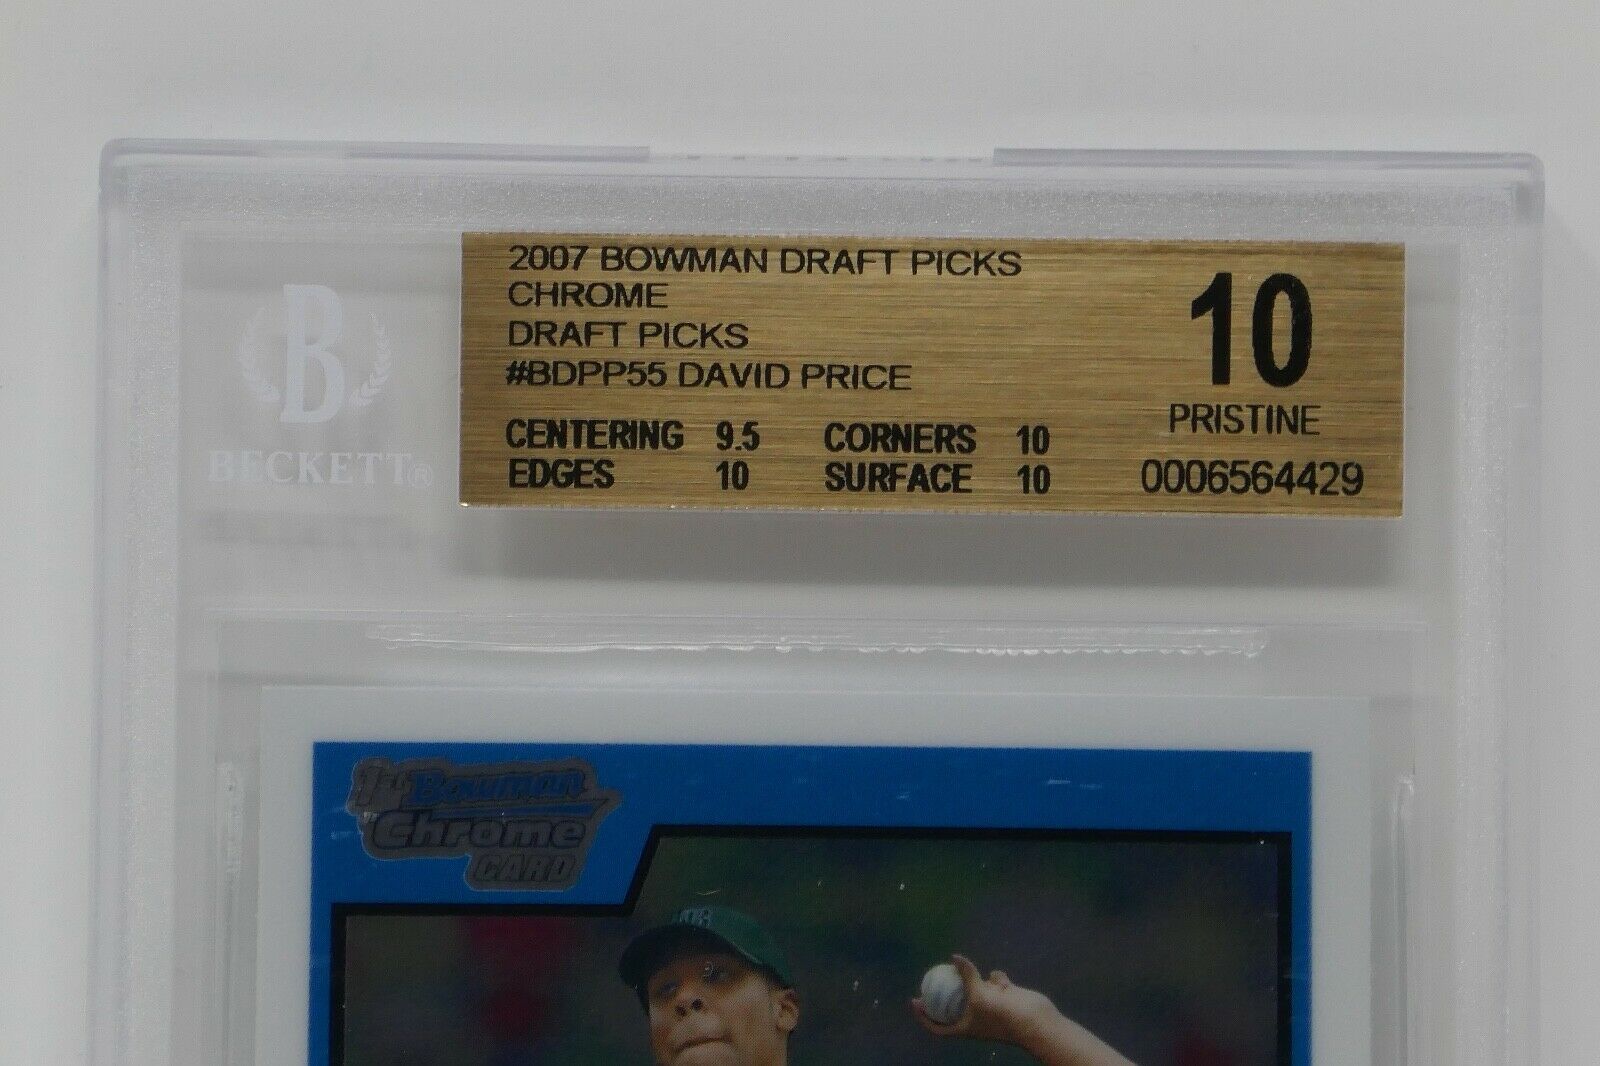 2007 BOWMAN DRAFT PICKS
CHROME
DRAFT PICKS
#BDPP55 DAVID PRICE
CENTERING 9.5 CORNERS 10
EDGES 10 SURFACE 10
10
PRISTINE
0006564429
B
BECKETT®
1st Bowman
Chrome
CARD